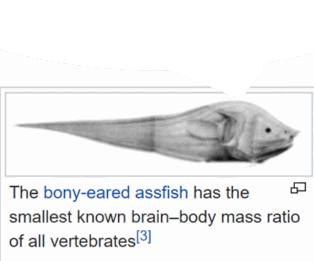 The bony-eared assfish has the
smallest known brain–body mass ratio
of all vertebrates[3]